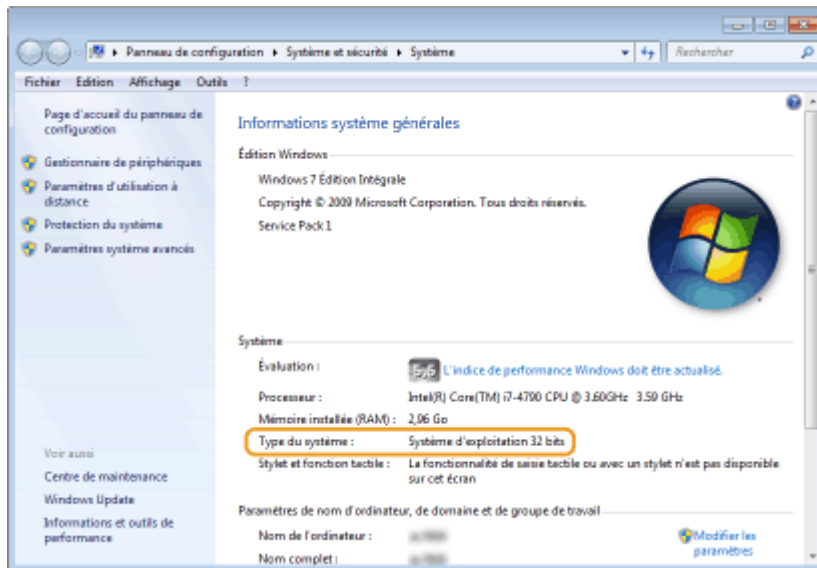 Panneau de configuration Système et sécurité Système
Rechercher
Fichier Edition Affichage Outils ?
Page d'accueil du panneau de
configuration
Gestionnaire de périphériques
Paramètres d'utilisation à
distance
Protection du système
Paramètres système avancés
Voir aussi
Centre de maintenance
Windows Update
Informations et outils de
performance
Informations système générales
Édition Windows
Windows 7 Édition Intégrale
Copyright © 2009 Microsoft Corporation. Tous droits réservés.
Service Pack 1
Système
Évaluation :
L'indice de performance Windows doit être actualisé.
Processeur : Intel(R) Core(TM) i7-4790 CPU @ 3.60GHz 3.59 GHz
Mémoire installée (RAM) : 2,96 Go
Type du système : Système d'exploitation 32 bits
Stylet et fonction tactile : La fonctionnalité de saisie tactile ou avec un stylet n'est pas disponible
sur cet écran
Paramètres de nom d'ordinateur, de domaine et de groupe de travail
Nom de l'ordinateur :
Modifier les
paramètres
Nom complet :